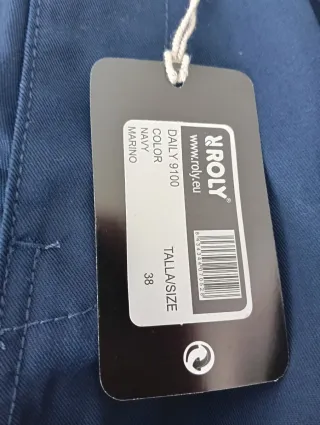 ROLY®
www.roly.eu
DAILY 9100
COLOR
NAVY
MARINO
TALLA/SIZE
38